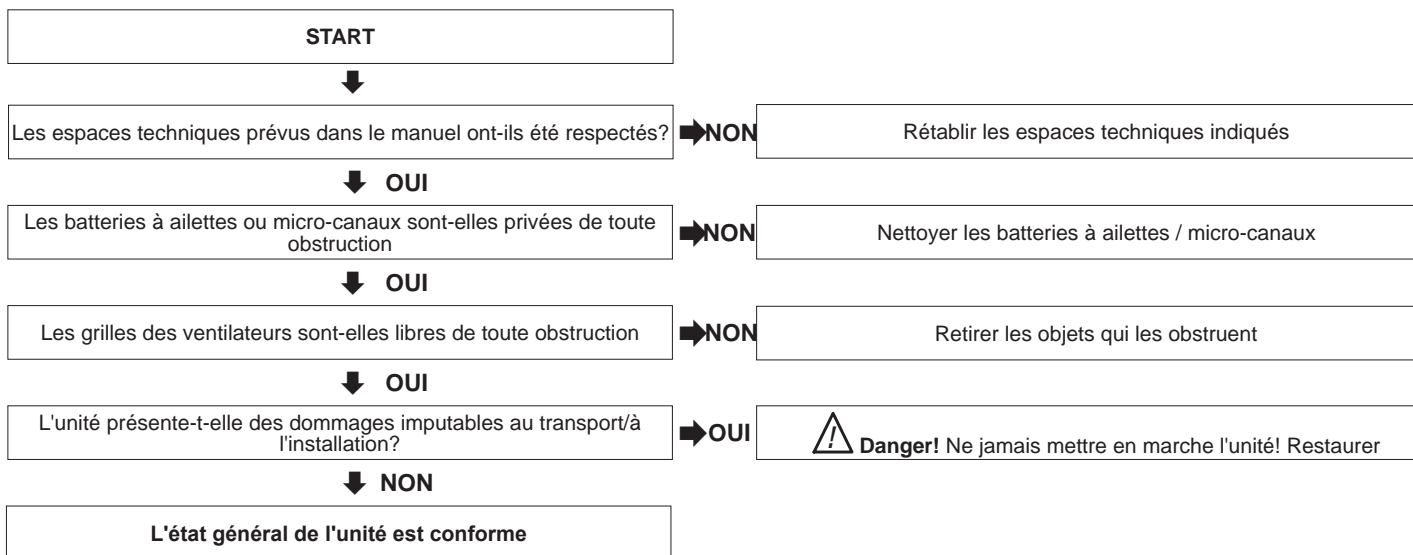 START
Les espaces techniques prévus dans le manuel ont-ils été respectés?
NON
Rétablir les espaces techniques indiqués
OUI
Les batteries à ailettes ou micro-canaux sont-elles privées de toute
obstruction
NON
Nettoyer les batteries à ailettes / micro-canaux
OUI
Les grilles des ventilateurs sont-elles libres de toute obstruction
NON
Retirer les objets qui les obstruent
OUI
L'unité présente-t-elle des dommages imputables au transport/à
l'installation?
OUI
Danger! Ne jamais mettre en marche l'unité! Restaurer
NON
L'état général de l'unité est conforme